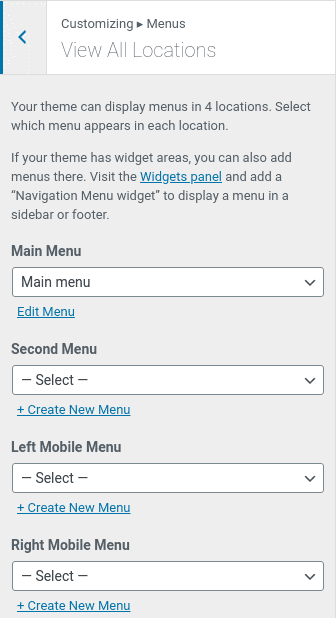 Customizing ▸ Menus
View All Locations
Your theme can display menus in 4 locations. Select
which menu appears in each location.
If your theme has widget areas, you can also add
menus there. Visit the Widgets panel and add a
“Navigation Menu widget” to display a menu in a
sidebar or footer.
Main Menu
Main menu
Edit Menu
Second Menu
— Select —
+ Create New Menu
Left Mobile Menu
— Select —
+ Create New Menu
Right Mobile Menu
— Select —
+ Create New Menu